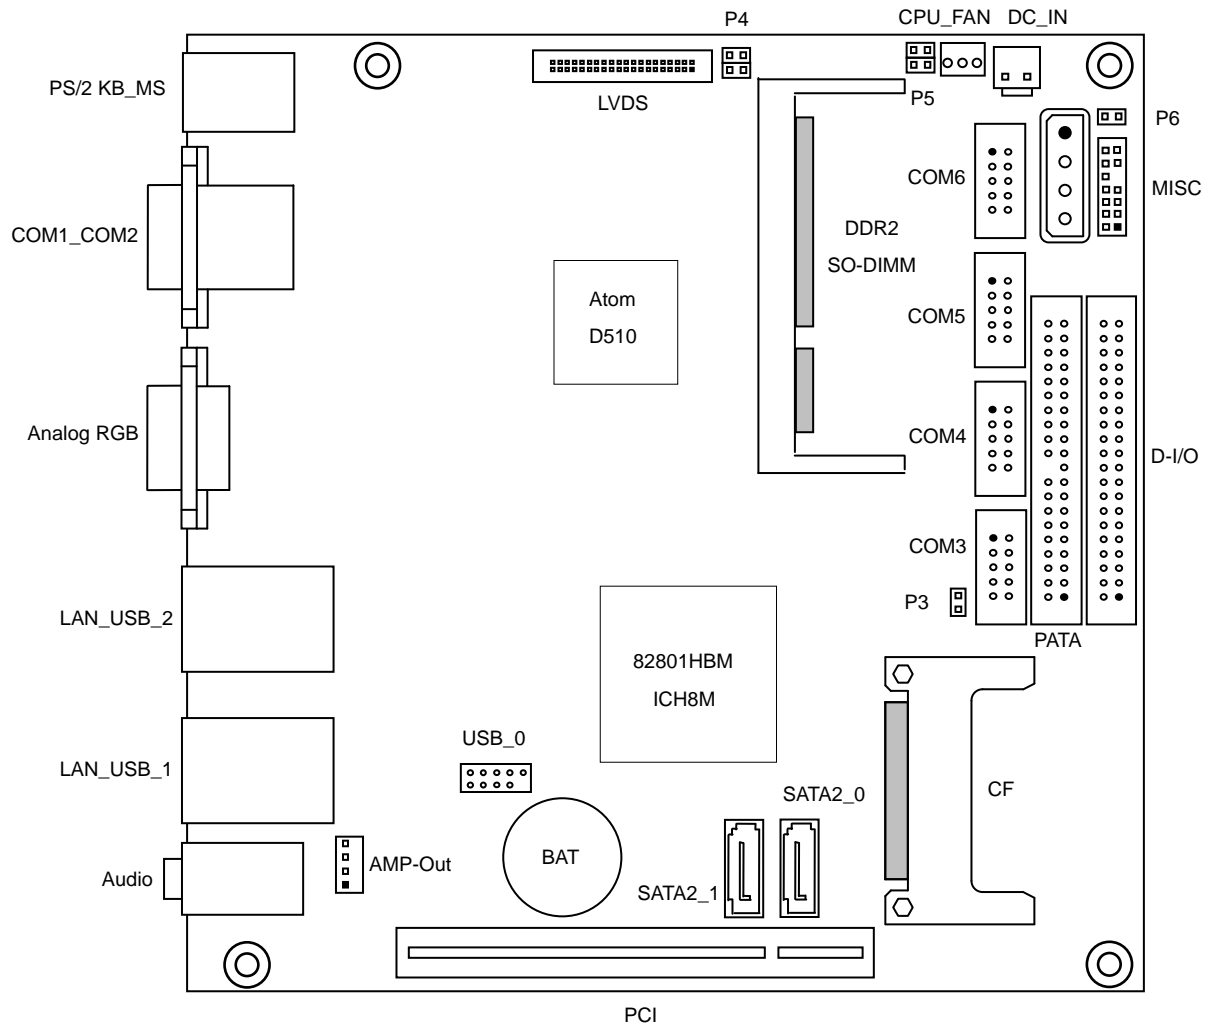 P4
CPU_FAN
DC_IN
PS/2 KB_MS
LVDS
P5
P6
COM6
MISC
COM1_COM2
DDR2
SO-DIMM
Atom
D510
COM5
Analog RGB
COM4
D-I/O
COM3
P3
LAN_USB_2
PATA
82801HBM
ICH8M
USB_0
LAN_USB_1
SATA2_0
CF
BAT
AMP-Out
Audio
SATA2_1
PCI